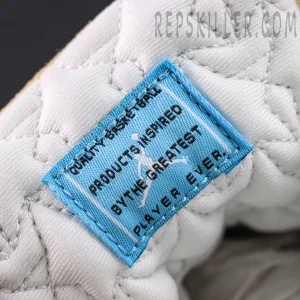 REPSKILLER.COM
QUALITY BASKETBALL
PRODUCTS INSPIRED
BY THE GREATEST
PLAYER EVER.